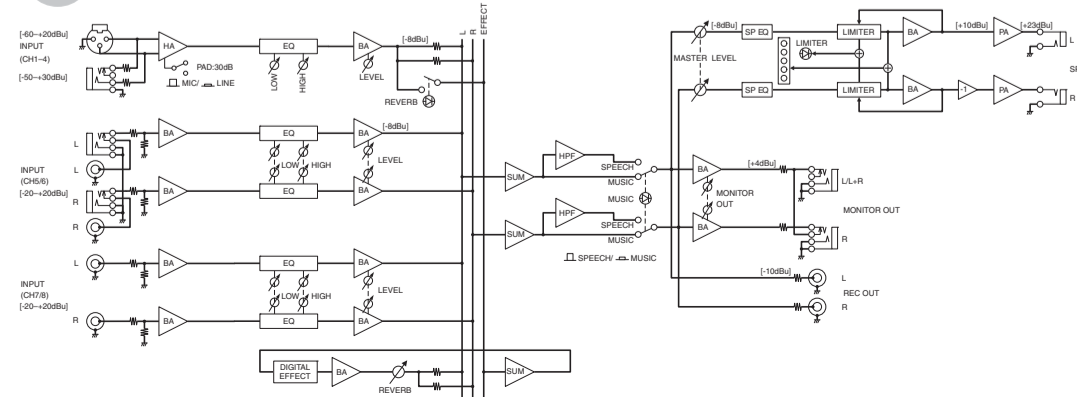 [-60~+20dBu]
INPUT
(CH1~4)
[-50~+30dBu]
HA
PAD:30dB
MIC/ LINE
EQ
LOW
HIGH
BA
LEVEL
[-8dBu]
REVERB
L
R
EFFECT
INPUT
(CH5/6)
[-20~+20dBu]
L
L
R
R
BA
BA
EQ
LOW HIGH
EQ
BA
[-8dBu]
LEVEL
BA
INPUT
(CH7/8)
[-20~+20dBu]
L
R
BA
BA
EQ
LOW HIGH
EQ
BA
LEVEL
BA
DIGITAL
EFFECT
BA
REVERB
SUM
SUM
HPF
SPEECH
MUSIC
MUSIC
SUM
HPF
SPEECH
MUSIC
SPEECH/ MUSIC
[-8dBu]
MASTER LEVEL
SP EQ
LIMITER
LIMITER
BA
[+10dBu]
PA
[+23dBu]
L
SP
SP EQ
LIMITER
BA
-1
PA
R
BA
[+4dBu]
MONITOR
OUT
BA
L/L+R
MONITOR OUT
R
[-10dBu]
L
REC OUT
R